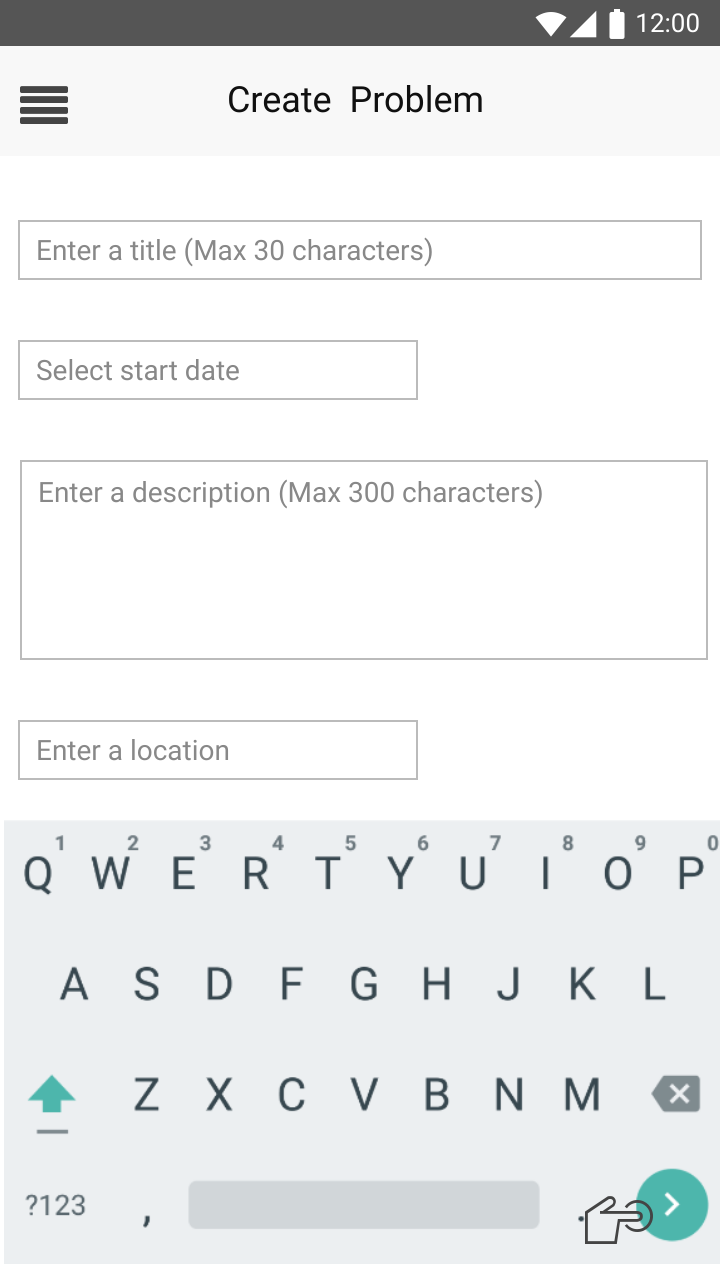 12:00
Create Problem
Enter a title (Max 30 characters)
Select start date
Enter a description (Max 300 characters)
Enter a location
1 2 3 4 5 6 7 8 9 0
Q W E R T Y U I O P
A S D F G H J K L
Z X C V B N M
?123 , .